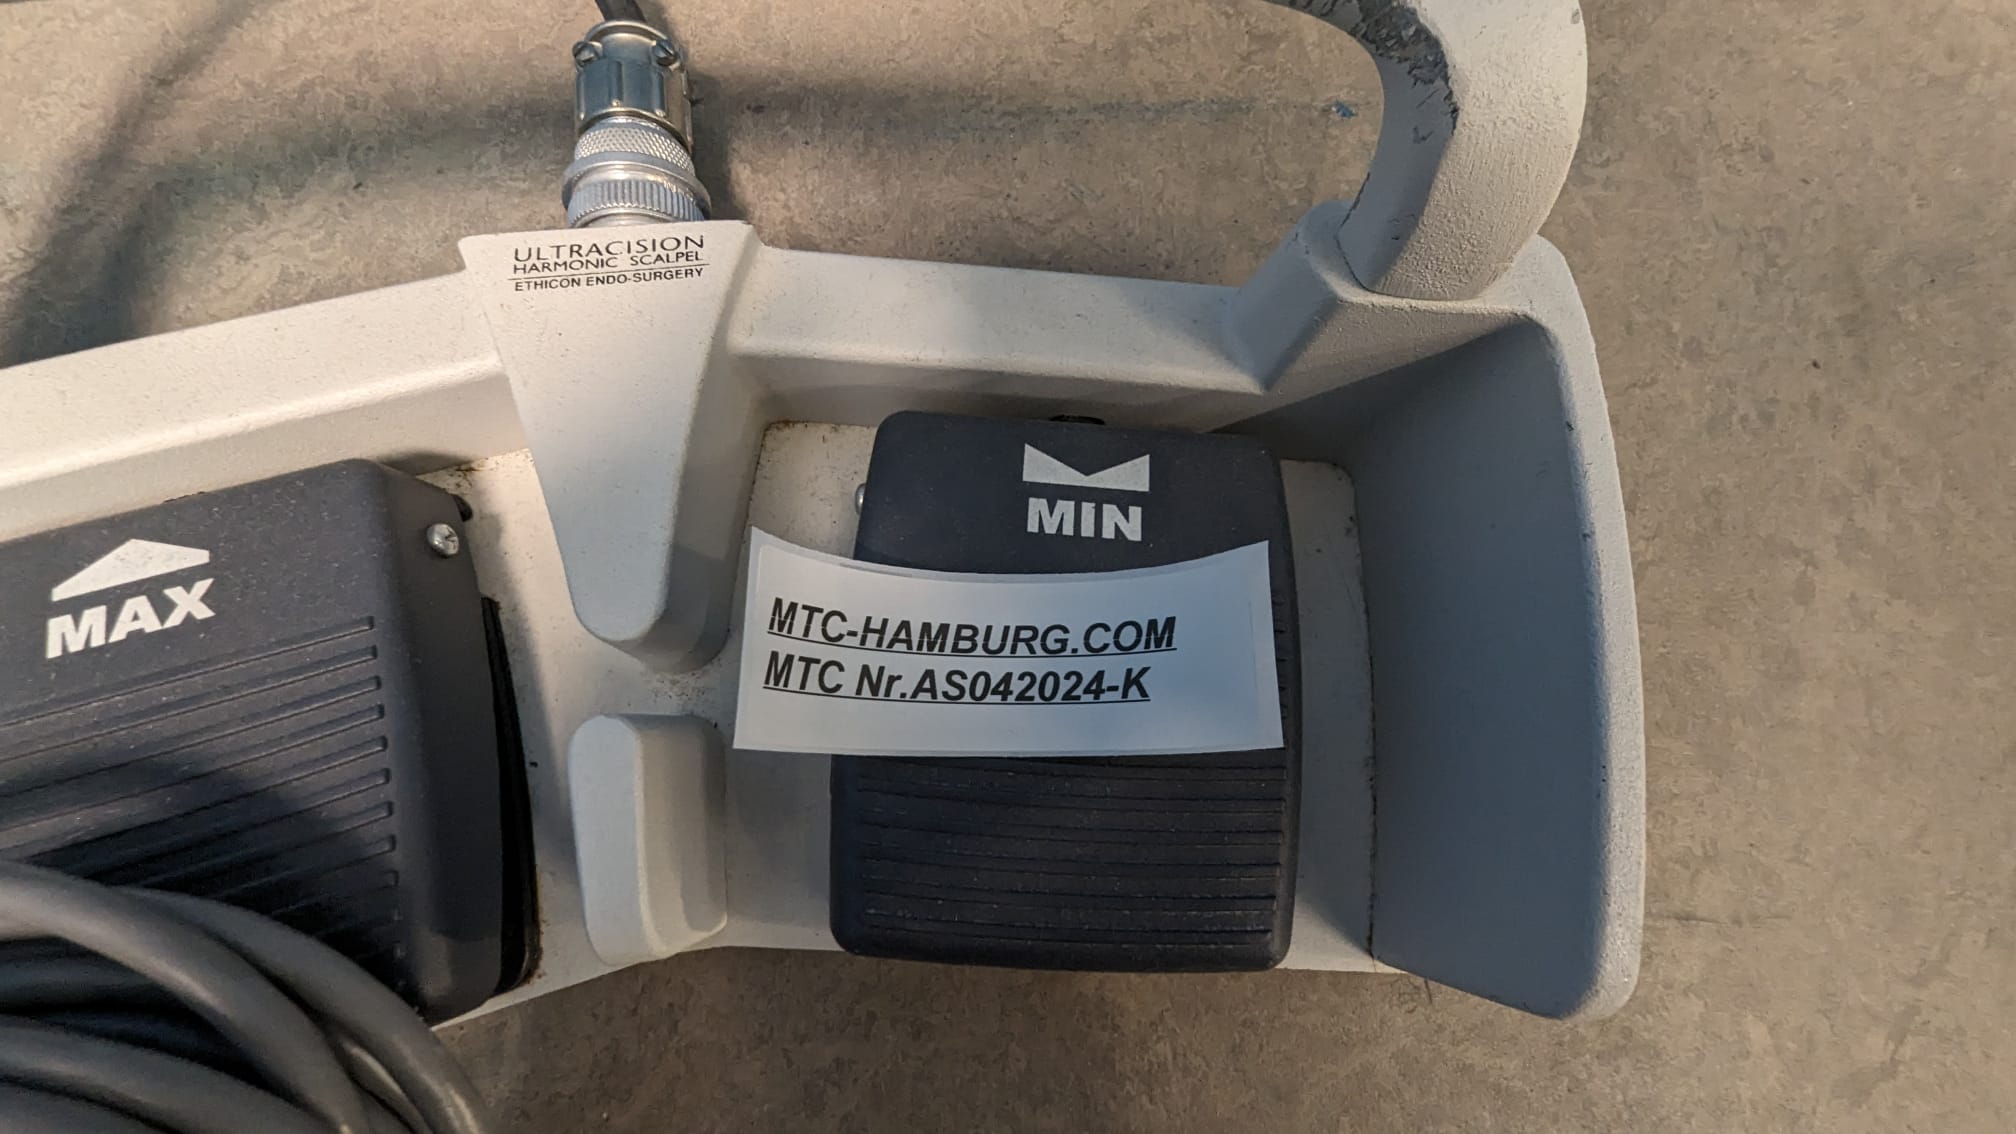 ULTRACISION
HARMONIC SCALPEL
ETHICON ENDO-SURGERY
MAX
MIN
MTC-HAMBURG.COM
MTC Nr.AS042024-K